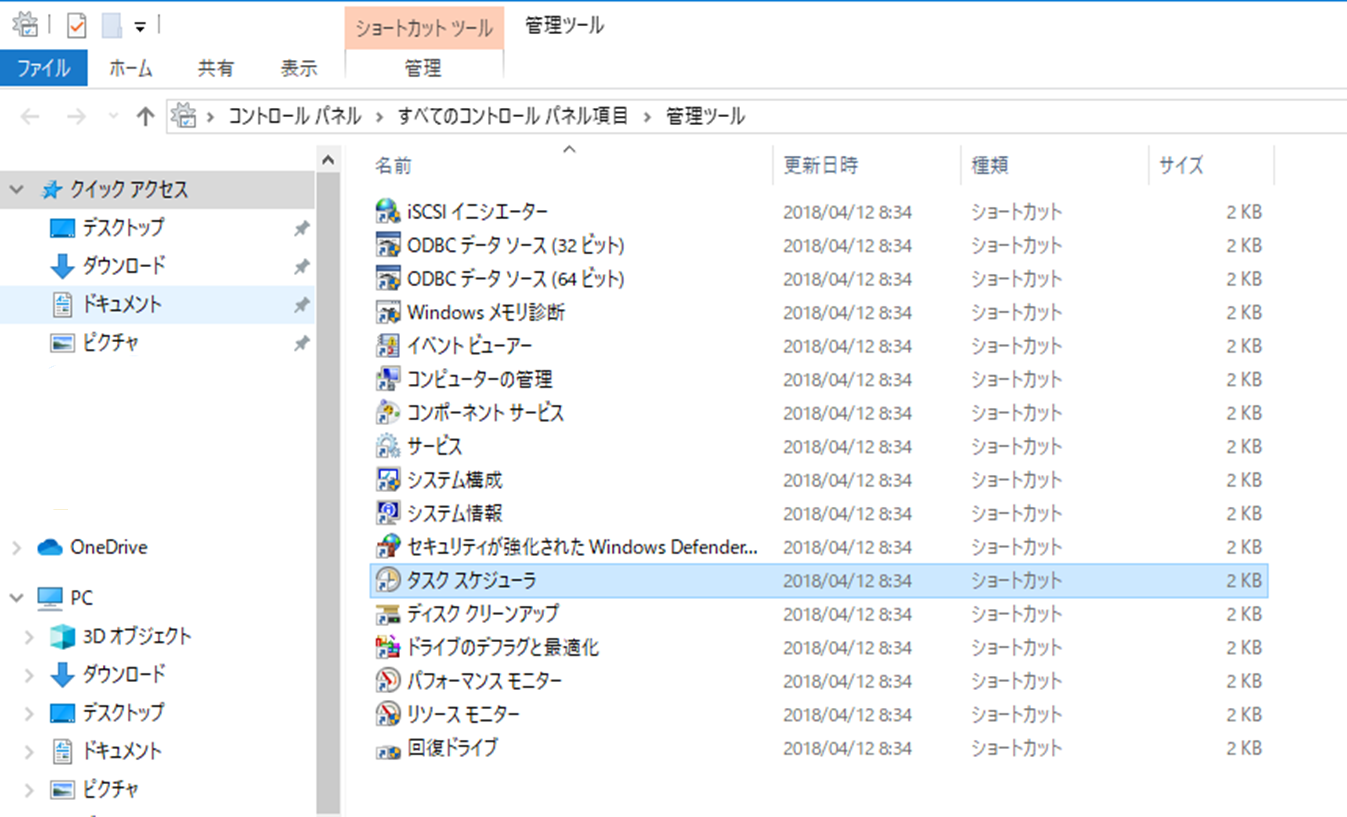 ショートカット ツール 管理ツール
ファイル ホーム 共有 表示 管理
コントロール パネル すべてのコントロール パネル項目 管理ツール
クイック アクセス
デスクトップ
ダウンロード
ドキュメント
ピクチャ
OneDrive
PC
3D オブジェクト
ダウンロード
デスクトップ
ドキュメント
ピクチャ
名前 更新日時 種類 サイズ
iSCSI イニシエーター 2018/04/12 8:34 ショートカット 2 KB
ODBC データ ソース (32 ビット) 2018/04/12 8:34 ショートカット 2 KB
ODBC データ ソース (64 ビット) 2018/04/12 8:34 ショートカット 2 KB
Windows メモリ診断 2018/04/12 8:34 ショートカット 2 KB
イベント ビューアー 2018/04/12 8:34 ショートカット 2 KB
コンピューターの管理 2018/04/12 8:34 ショートカット 2 KB
コンポーネント サービス 2018/04/12 8:34 ショートカット 2 KB
サービス 2018/04/12 8:34 ショートカット 2 KB
システム構成 2018/04/12 8:34 ショートカット 2 KB
システム情報 2018/04/12 8:34 ショートカット 2 KB
セキュリティが強化された Windows Defender... 2018/04/12 8:34 ショートカット 2 KB
タスク スケジューラ 2018/04/12 8:34 ショートカット 2 KB
ディスク クリーンアップ 2018/04/12 8:34 ショートカット 2 KB
ドライブのデフラグと最適化 2018/04/12 8:34 ショートカット 2 KB
パフォーマンス モニター 2018/04/12 8:34 ショートカット 2 KB
リソース モニター 2018/04/12 8:34 ショートカット 2 KB
回復ドライブ 2018/04/12 8:34 ショートカット 2 KB